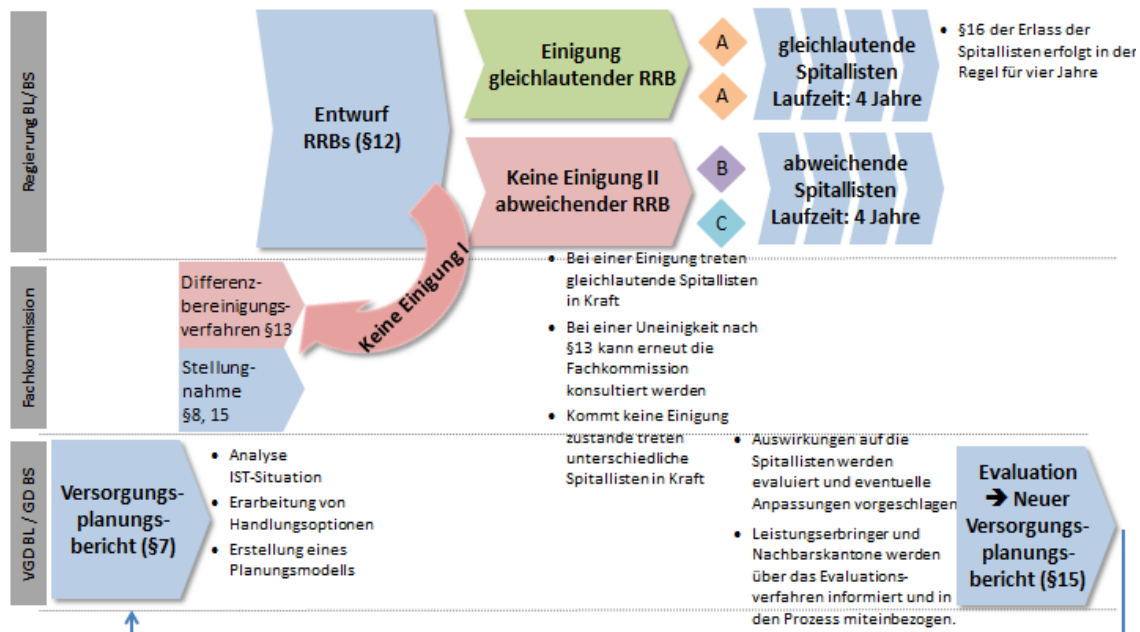 Regierung BL/ BS
Entwurf
RRBs (§12)
Einigung
gleichlautender RRB
A
A
gleichlautende
Spitallisten
Laufzeit: 4 Jahre
• §16 der Erlass der
Spitallisten erfolgt in der
Regel für vier Jahre
Keine Einigung II
abweichender RRB
B
C
abweichende
Spitallisten
Laufzeit: 4 Jahre
Keine Einigung I
Fachkommission
Differenz-
bereinigungs-
verfahren §13
Stellung-
nahme
§8, 15
• Bei einer Einigung treten
gleichlautende Spitallisten
in Kraft
• Bei einer Uneinigkeit nach
§13 kann erneut die
Fachkommission
konsultiert werden
• Kommt keine Einigung
zustande treten
unterschiedliche
Spitallisten in Kraft
VGD BL / GD BS
Versorgungs-
planungs-
bericht (§7)
• Analyse
IST-Situation
• Erarbeitung von
Handlungsoptionen
• Erstellung eines
Planungsmodells
• Auswirkungen auf die
Spitallisten werden
evaluiert und eventuelle
Anpassungen vorgeschlagen
• Leistungserbringer und
Nachbarskantone werden
über das Evaluations-
verfahren informiert und in
den Prozess miteinbezogen.
Evaluation
➔ Neuer
Versorgungs-
planungs-
bericht (§15)